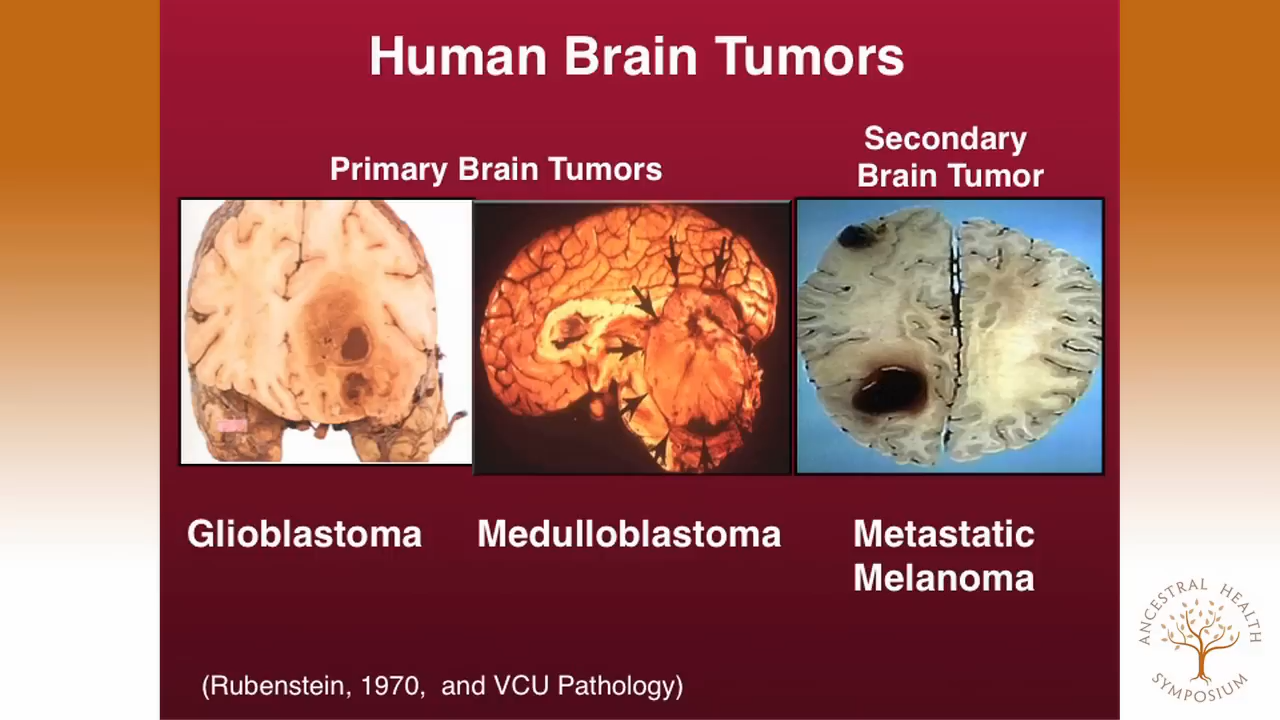 Human Brain Tumors
Primary Brain Tumors
Secondary
Brain Tumor
Glioblastoma
Medulloblastoma
Metastatic
Melanoma
(Rubenstein, 1970, and VCU Pathology)
ANCESTRAL HEALTH
SYMPOSIUM